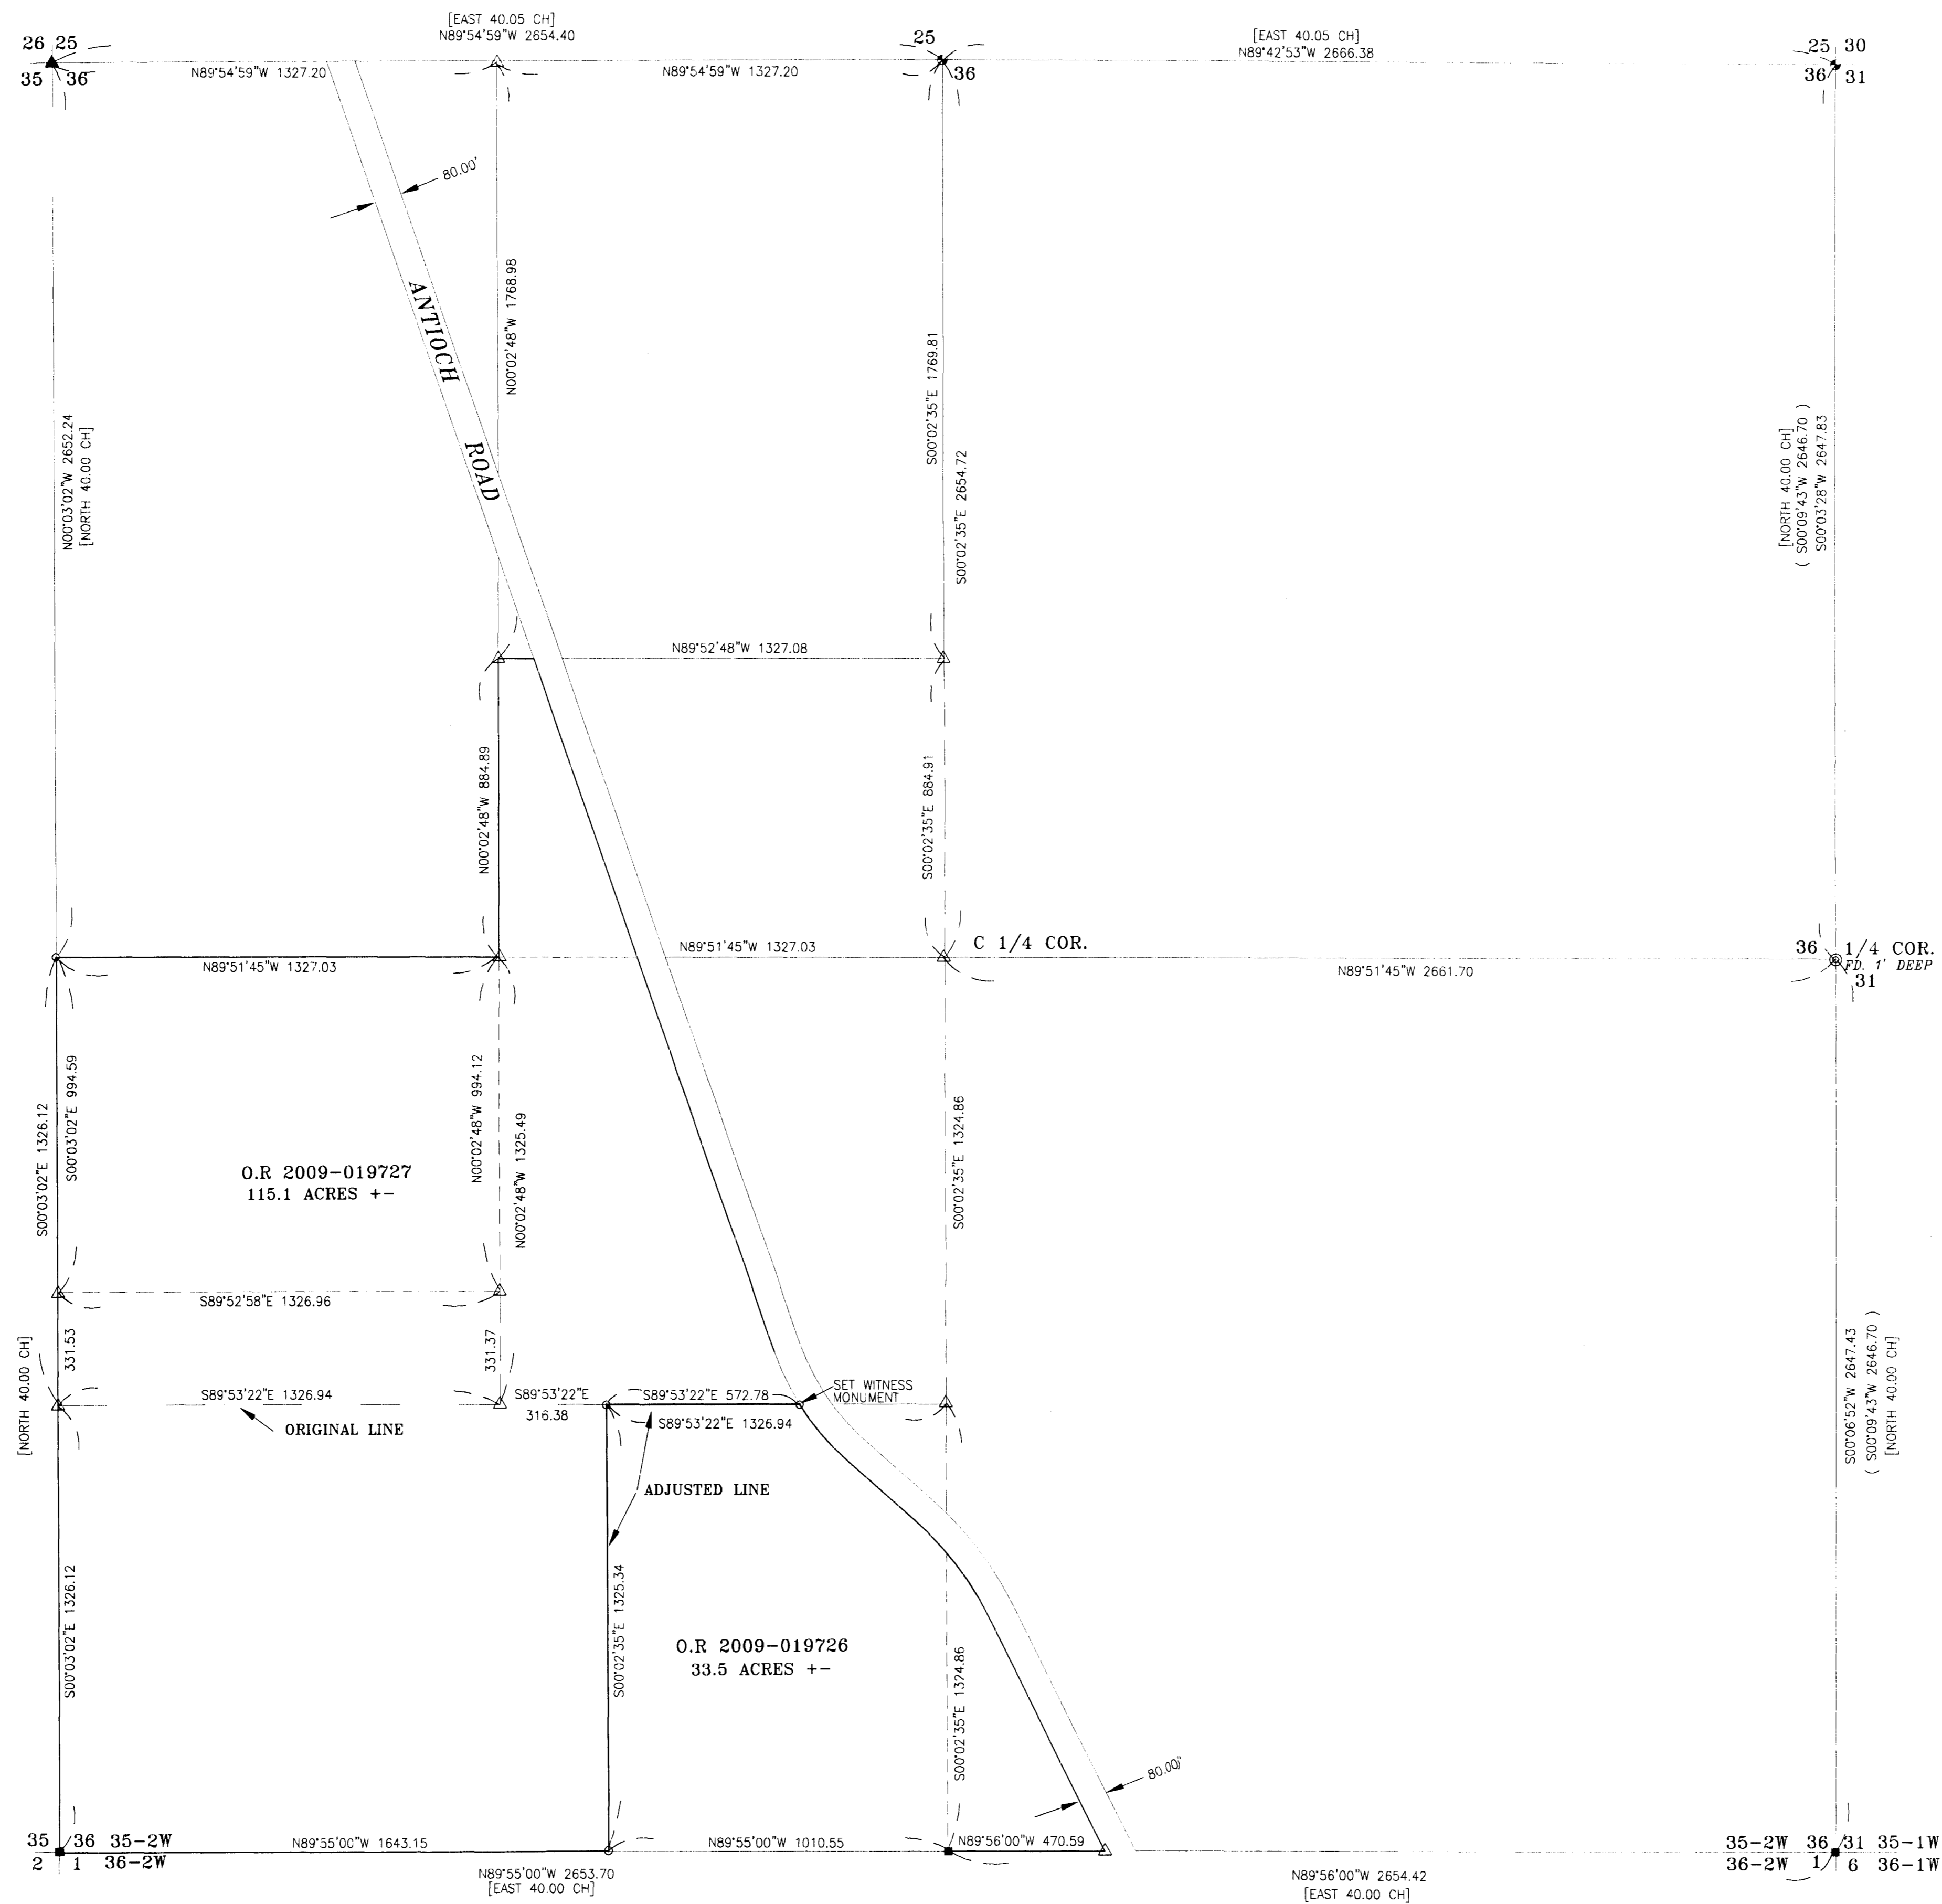 [EAST 40.05 CH]
N89°54'59"W 2654.40
[EAST 40.05 CH]
N89°42'53"W 2666.38
26 25
35 36
N89°54'59"W 1327.20
N89°54'59"W 1327.20
25
36
25 30
36 31
80.00'
ANTIOCH
ROAD
N00°02'48"W 1768.98
S00°02'35"E 1769.81
S00°02'35"E 2654.72
N00°03'02"W 2652.24
[NORTH 40.00 CH]
[NORTH 40.00 CH]
( S00°09'43"W 2646.70 )
S00°03'28"W 2647.83
N89°52'48"W 1327.08
N00°02'48"W 884.89
S00°02'35"E 884.91
N89°51'45"W 1327.03
N89°51'45"W 1327.03
C 1/4 COR.
N89°51'45"W 2661.70
36
1/4 COR.
FD. 1' DEEP
31
S00°03'02"E 1326.12
S00°03'02"E 994.59
N00°02'48"W 994.12
N00°02'48"W 1325.49
S00°02'35"E 1324.86
O.R 2009-019727
115.1 ACRES +-
S89°52'58"E 1326.96
[NORTH 40.00 CH]
331.53
331.37
S89°53'22"E 1326.94
ORIGINAL LINE
S89°53'22"E
316.38
S89°53'22"E 572.78
S89°53'22"E 1326.94
SET WITNESS
MONUMENT
ADJUSTED LINE
S00°06'52"W 2647.43
( S00°09'43"W 2646.70 )
[NORTH 40.00 CH]
S00°03'02"E 1326.12
S00°02'35"E 1325.34
O.R 2009-019726
33.5 ACRES +-
S00°02'35"E 1324.86
80.00'
35 36 35-2W
2 1 36-2W
N89°55'00"W 1643.15
N89°55'00"W 1010.55
N89°56'00"W 470.59
N89°55'00"W 2653.70
[EAST 40.00 CH]
N89°56'00"W 2654.42
[EAST 40.00 CH]
35-2W 36 31 35-1W
36-2W 1 6 36-1W